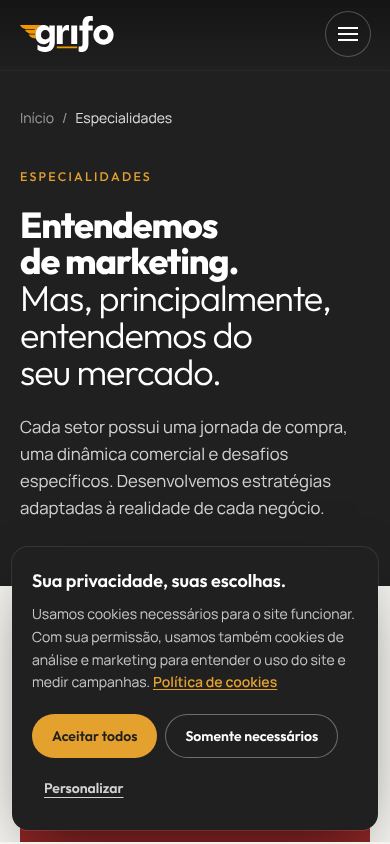 grifo
Início / Especialidades
ESPECIALIDADES
Entendemos
de marketing.
Mas, principalmente,
entendemos do
seu mercado.
Cada setor possui uma jornada de compra,
uma dinâmica comercial e desafios
específicos. Desenvolvemos estratégias
adaptadas à realidade de cada negócio.
Sua privacidade, suas escolhas.
Usamos cookies necessários para o site funcionar.
Com sua permissão, usamos também cookies de
análise e marketing para entender o uso do site e
medir campanhas. Política de cookies
Aceitar todos Somente necessários
Personalizar